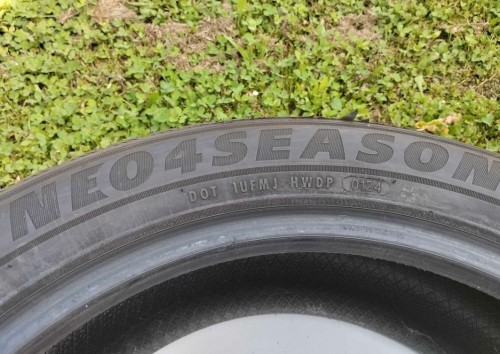 NEO4SEASON
DOT 1UFMJ HWDP 0124